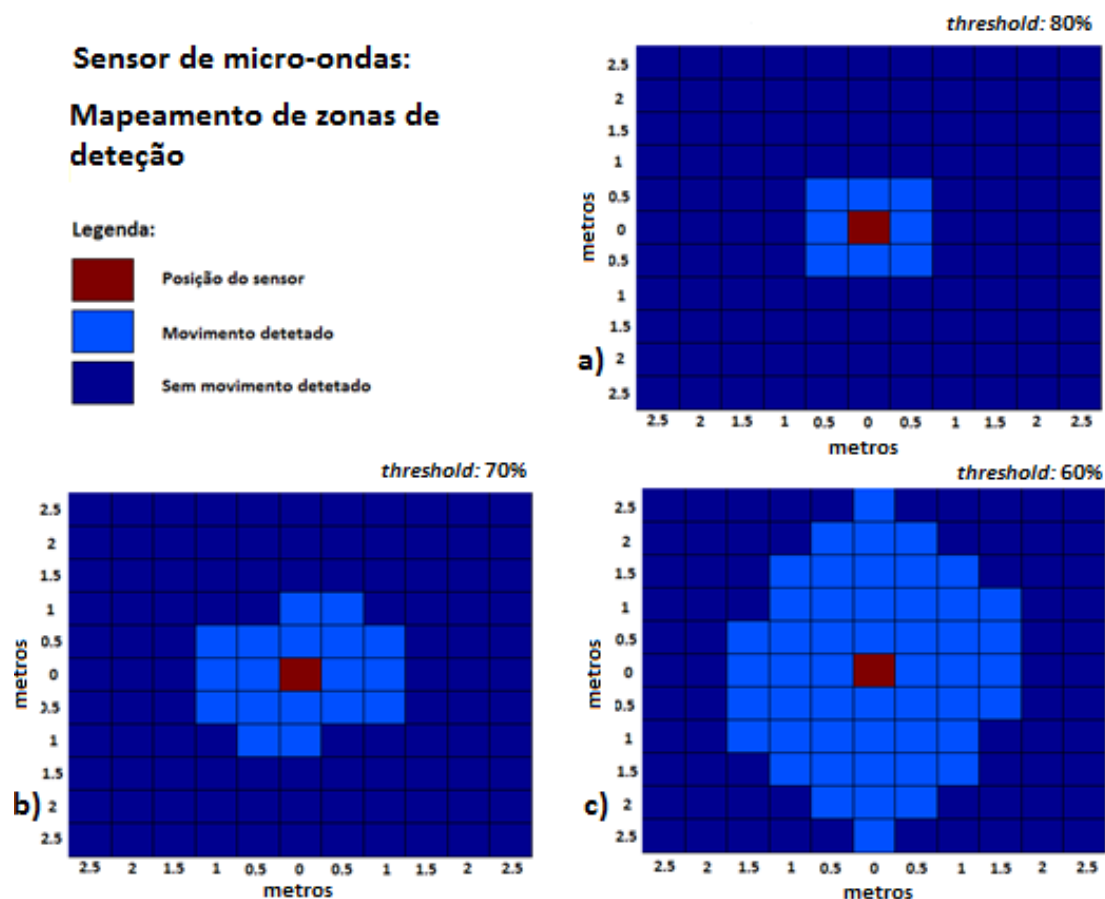 Sensor de micro-ondas:
Mapeamento de zonas de
deteção
Legenda:
Posição do sensor
Movimento detetado
Sem movimento detetado
threshold: 80%
2.5
2
1.5
1
0.5
0
0.5
1
1.5
2
2.5
metros
a)
2.5 2 1.5 1 0.5 0 0.5 1 1.5 2 2.5
metros
threshold: 70%
2.5
2
1.5
1
0.5
0
0.5
1
1.5
2
2.5
metros
b)
2.5 2 1.5 1 0.5 0 0.5 1 1.5 2 2.5
metros
threshold: 60%
2.5
2
1.5
1
0.5
0
0.5
1
1.5
2
2.5
metros
c)
2.5 2 1.5 1 0.5 0 0.5 1 1.5 2 2.5
metros